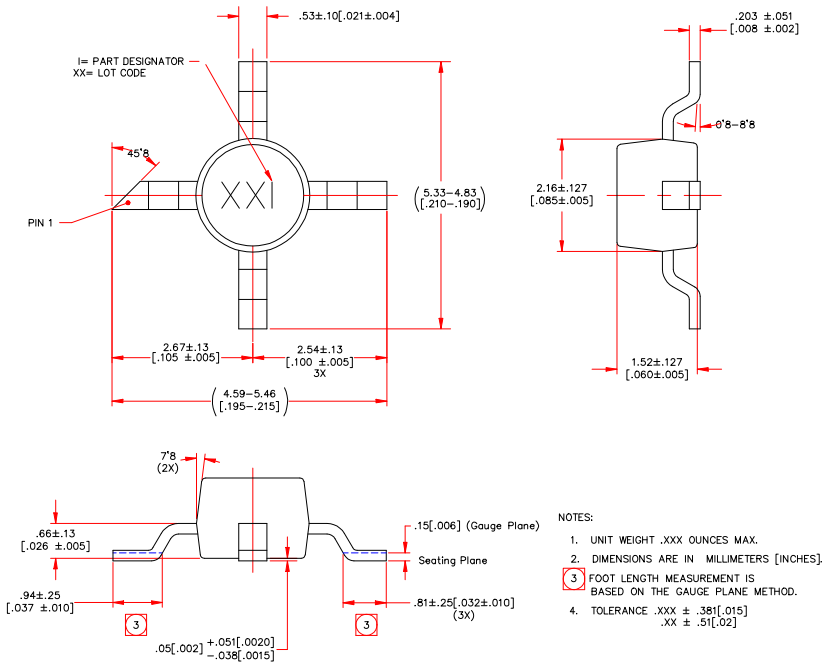 .53±.10[.021±.004]
.203 ±.051
[.008 ±.002]
I= PART DESIGNATOR
XX= LOT CODE
0°8-8°8
45°8
XXI
5.33-4.83
[.210-.190]
2.16±.127
[.085±.005]
PIN 1
2.67±.13
[.105 ±.005]
2.54±.13
[.100 ±.005]
3X
1.52±.127
[.060±.005]
4.59-5.46
[.195-.215]
7°8
(2X)
.66±.13
[.026 ±.005]
.15[.006] (Gauge Plane)
Seating Plane
.94±.25
[.037 ±.010]
.81±.25[.032±.010]
(3X)
3
3
.05[.002] +.051[.0020]
-.038[.0015]
NOTES:
1. UNIT WEIGHT .XXX OUNCES MAX.
2. DIMENSIONS ARE IN MILLIMETERS [INCHES].
3 FOOT LENGTH MEASUREMENT IS
BASED ON THE GAUGE PLANE METHOD.
4. TOLERANCE .XXX ± .381[.015]
.XX ± .51[.02]